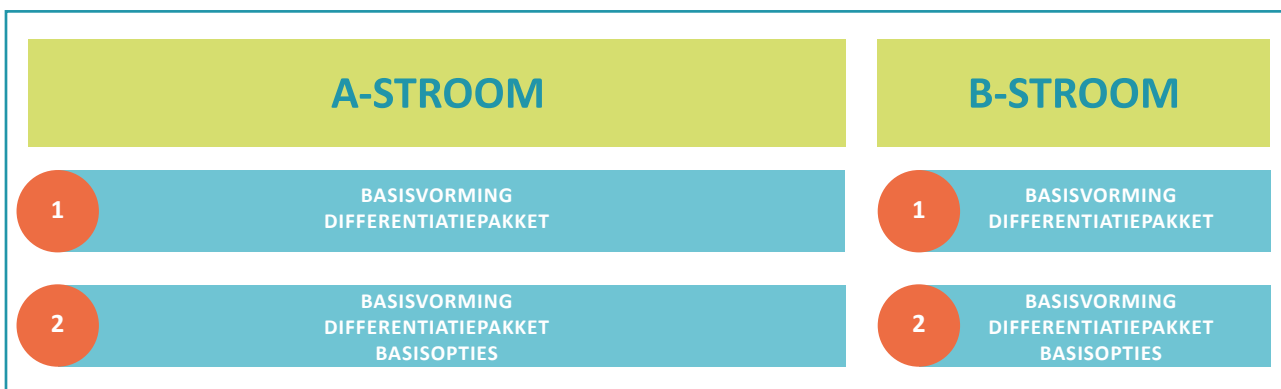 A-STROOM
1
BASISVORMING
DIFFERENTIATIEPAKKET
2
BASISVORMING
DIFFERENTIATIEPAKKET
BASISOPTIES
B-STROOM
1
BASISVORMING
DIFFERENTIATIEPAKKET
2
BASISVORMING
DIFFERENTIATIEPAKKET
BASISOPTIES